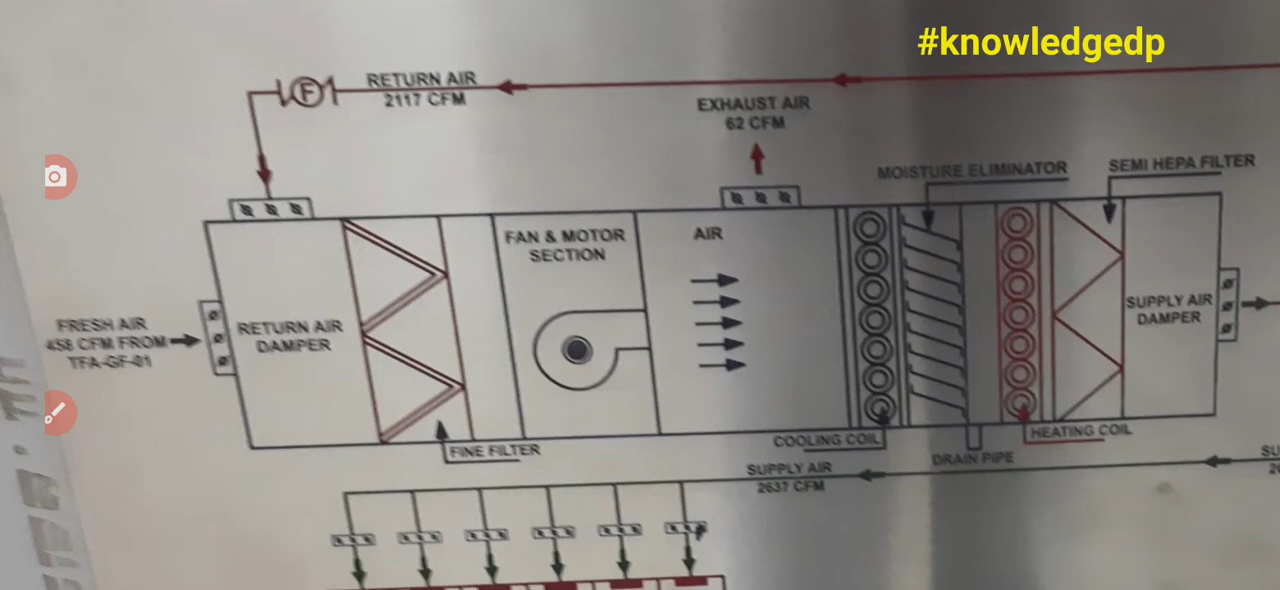 #knowledgedp
RETURN AIR
2117 CFM
F
EXHAUST AIR
62 CFM
MOISTURE ELIMINATOR
SEMI HEPA FILTER
FAN & MOTOR
SECTION
AIR
FRESH AIR
458 CFM FROM
TFA-GF-01
RETURN AIR
DAMPER
SUPPLY AIR
DAMPER
FINE FILTER
COOLING COIL
DRAIN PIPE
HEATING COIL
SUPPLY AIR
2637 CFM
SU